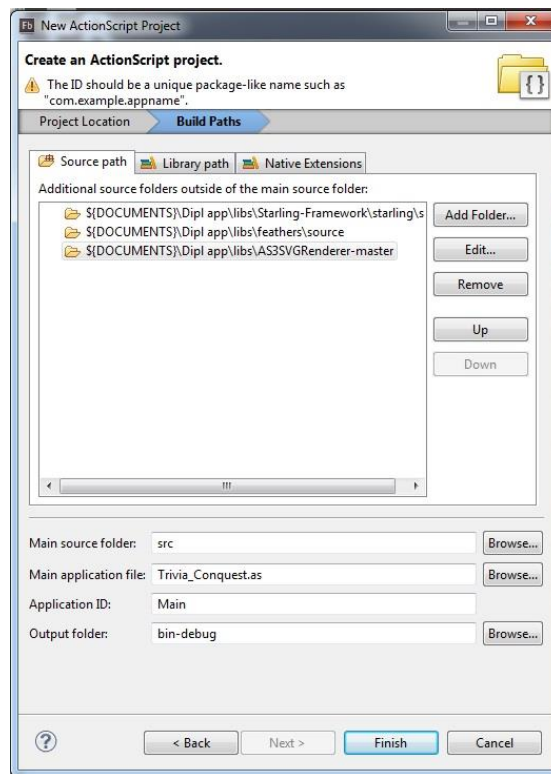 Fb New ActionScript Project
Create an ActionScript project.
The ID should be a unique package-like name such as
"com.example.appname".
Project Location Build Paths
Source path Library path Native Extensions
Additional source folders outside of the main source folder:
${DOCUMENTS}\Dipl app\libs\Starling-Framework\starling\s
${DOCUMENTS}\Dipl app\libs\feathers\source
${DOCUMENTS}\Dipl app\libs\AS3SVGRenderer-master
Add Folder...
Edit...
Remove
Up
Down
Main source folder: src Browse...
Main application file: Trivia_Conquest.as Browse...
Application ID: Main
Output folder: bin-debug Browse...
? < Back Next > Finish Cancel